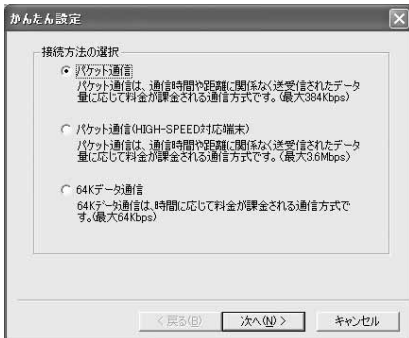 かんたん設定
接続方法の選択
パケット通信
パケット通信は、通信時間や距離に関係なく送受信されたデータ
量に応じて料金が課金される通信方式です。(最大384Kbps)
パケット通信(HIGH-SPEED対応端末)
パケット通信は、通信時間や距離に関係なく送受信されたデータ
量に応じて料金が課金される通信方式です。(最大3.6Mbps)
64Kデータ通信
64Kデータ通信は、時間に応じて料金が課金される通信方式で
す。(最大64Kbps)
< 戻る(B) 次へ(N) > キャンセル